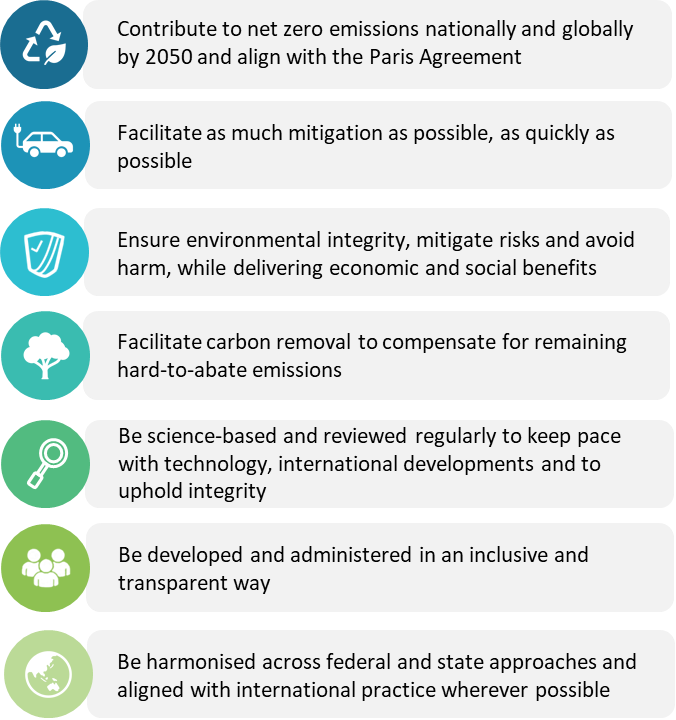 Contribute to net zero emissions nationally and globally
by 2050 and align with the Paris Agreement
Facilitate as much mitigation as possible, as quickly as
possible
Ensure environmental integrity, mitigate risks and avoid
harm, while delivering economic and social benefits
Facilitate carbon removal to compensate for remaining
hard-to-abate emissions
Be science-based and reviewed regularly to keep pace
with technology, international developments and to
uphold integrity
Be developed and administered in an inclusive and
transparent way
Be harmonised across federal and state approaches and
aligned with international practice wherever possible